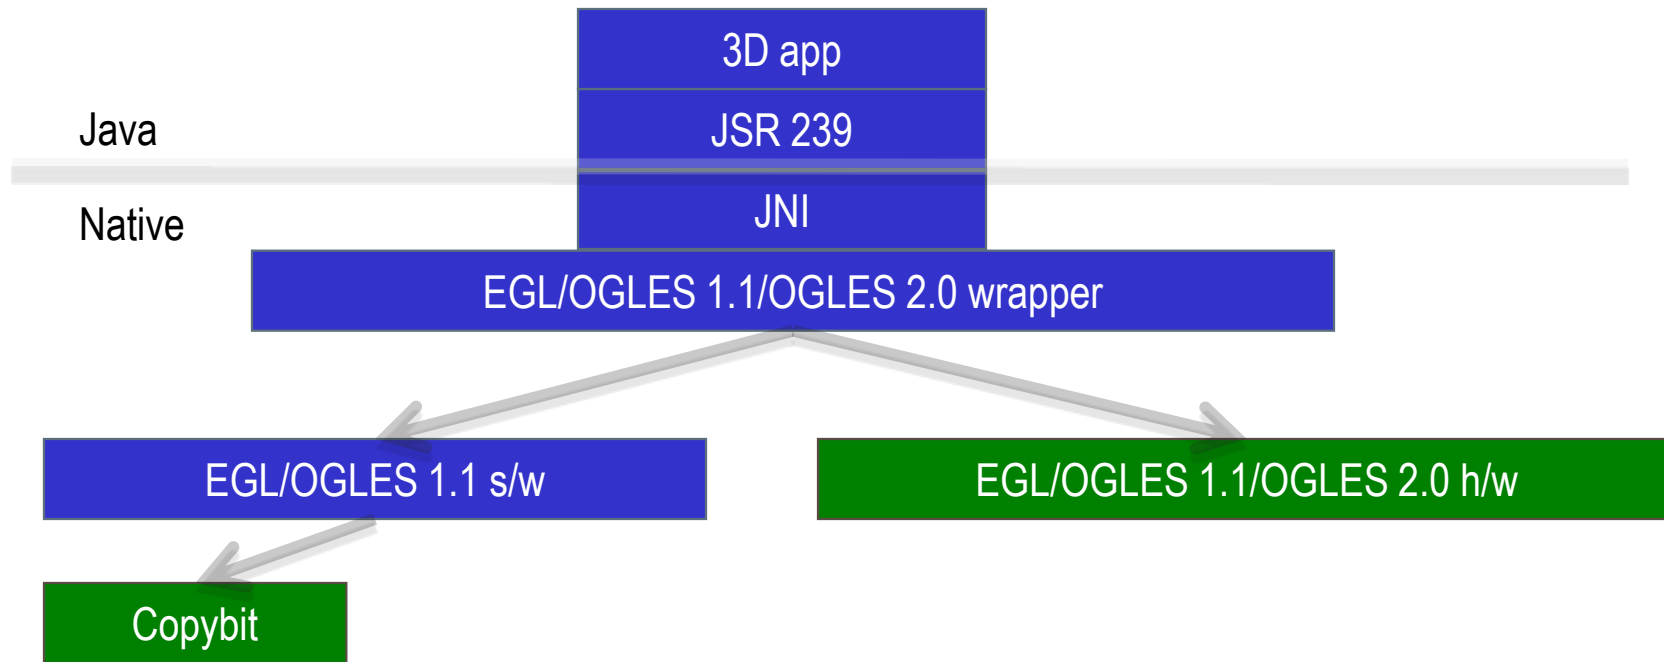 3D app
Java
JSR 239
Native
JNI
EGL/OGLES 1.1/OGLES 2.0 wrapper
EGL/OGLES 1.1 s/w
EGL/OGLES 1.1/OGLES 2.0 h/w
Copybit